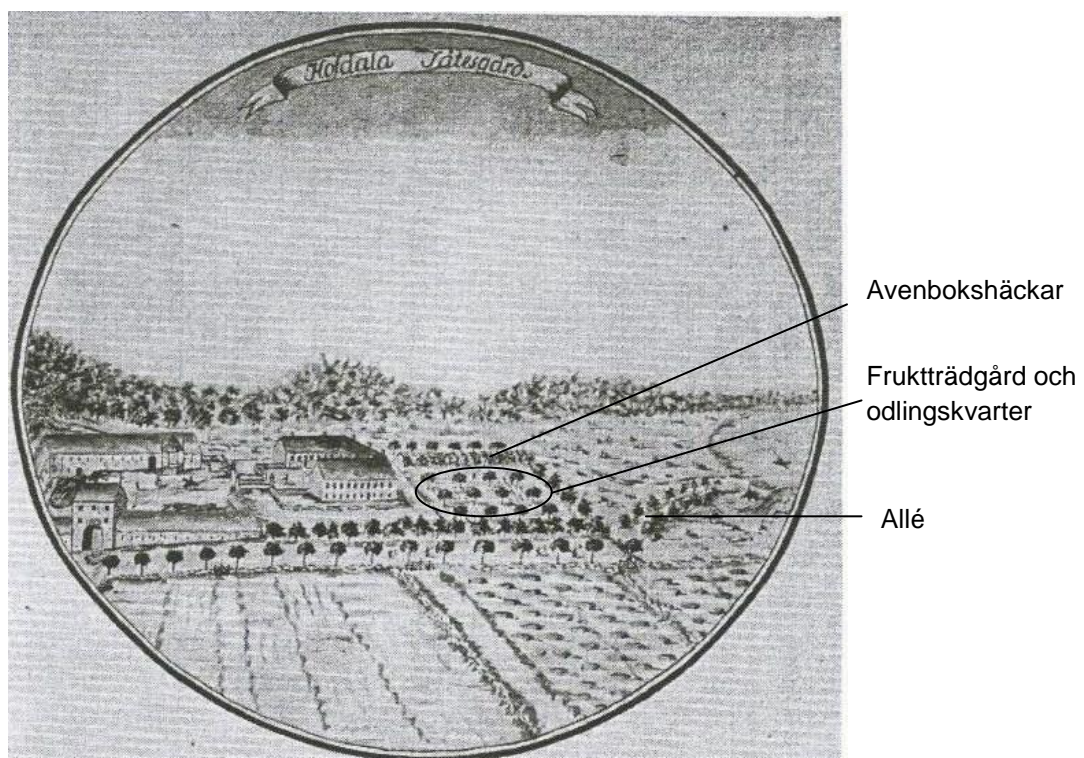 Hofdala Sätesgård.
Avenbokshäckar
Fruktträdgård och
odlingskvarter
Allé